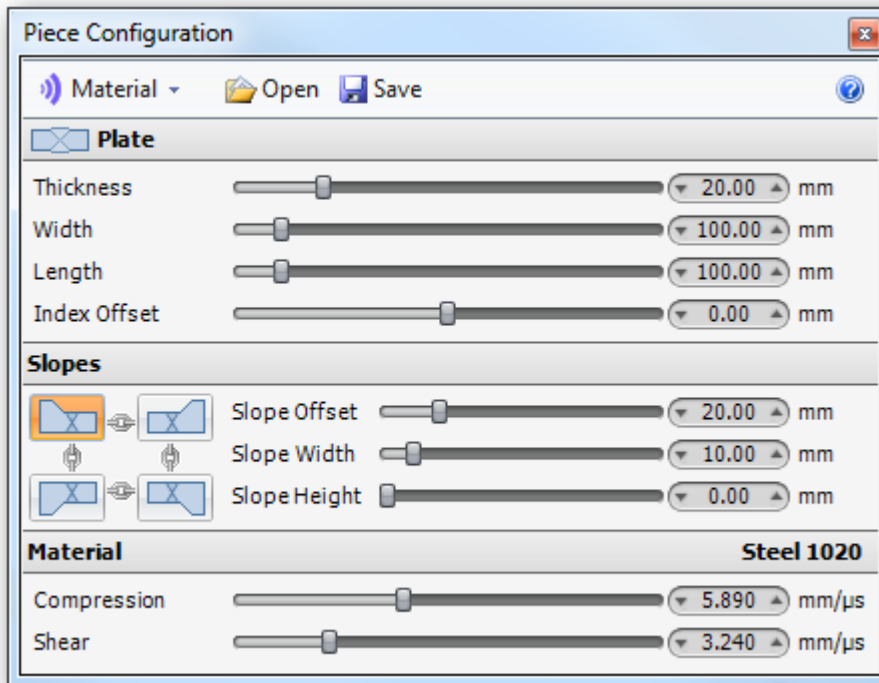 Piece Configuration
Material Open Save
Plate
Thickness 20.00 mm
Width 100.00 mm
Length 100.00 mm
Index Offset 0.00 mm
Slopes
Slope Offset 20.00 mm
Slope Width 10.00 mm
Slope Height 0.00 mm
Material Steel 1020
Compression 5.890 mm/µs
Shear 3.240 mm/µs